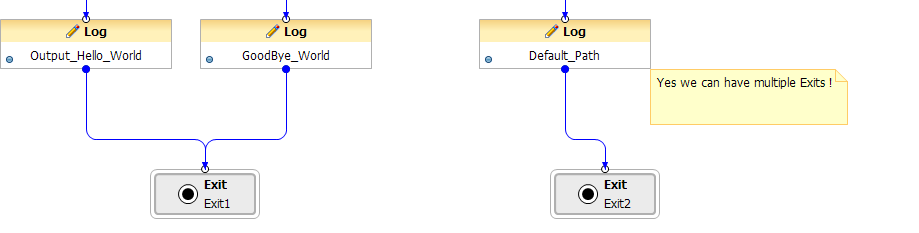 Log
Output_Hello_World
Log
GoodBye_World
Log
Default_Path
Yes we can have multiple Exits !
Exit
Exit1
Exit
Exit2